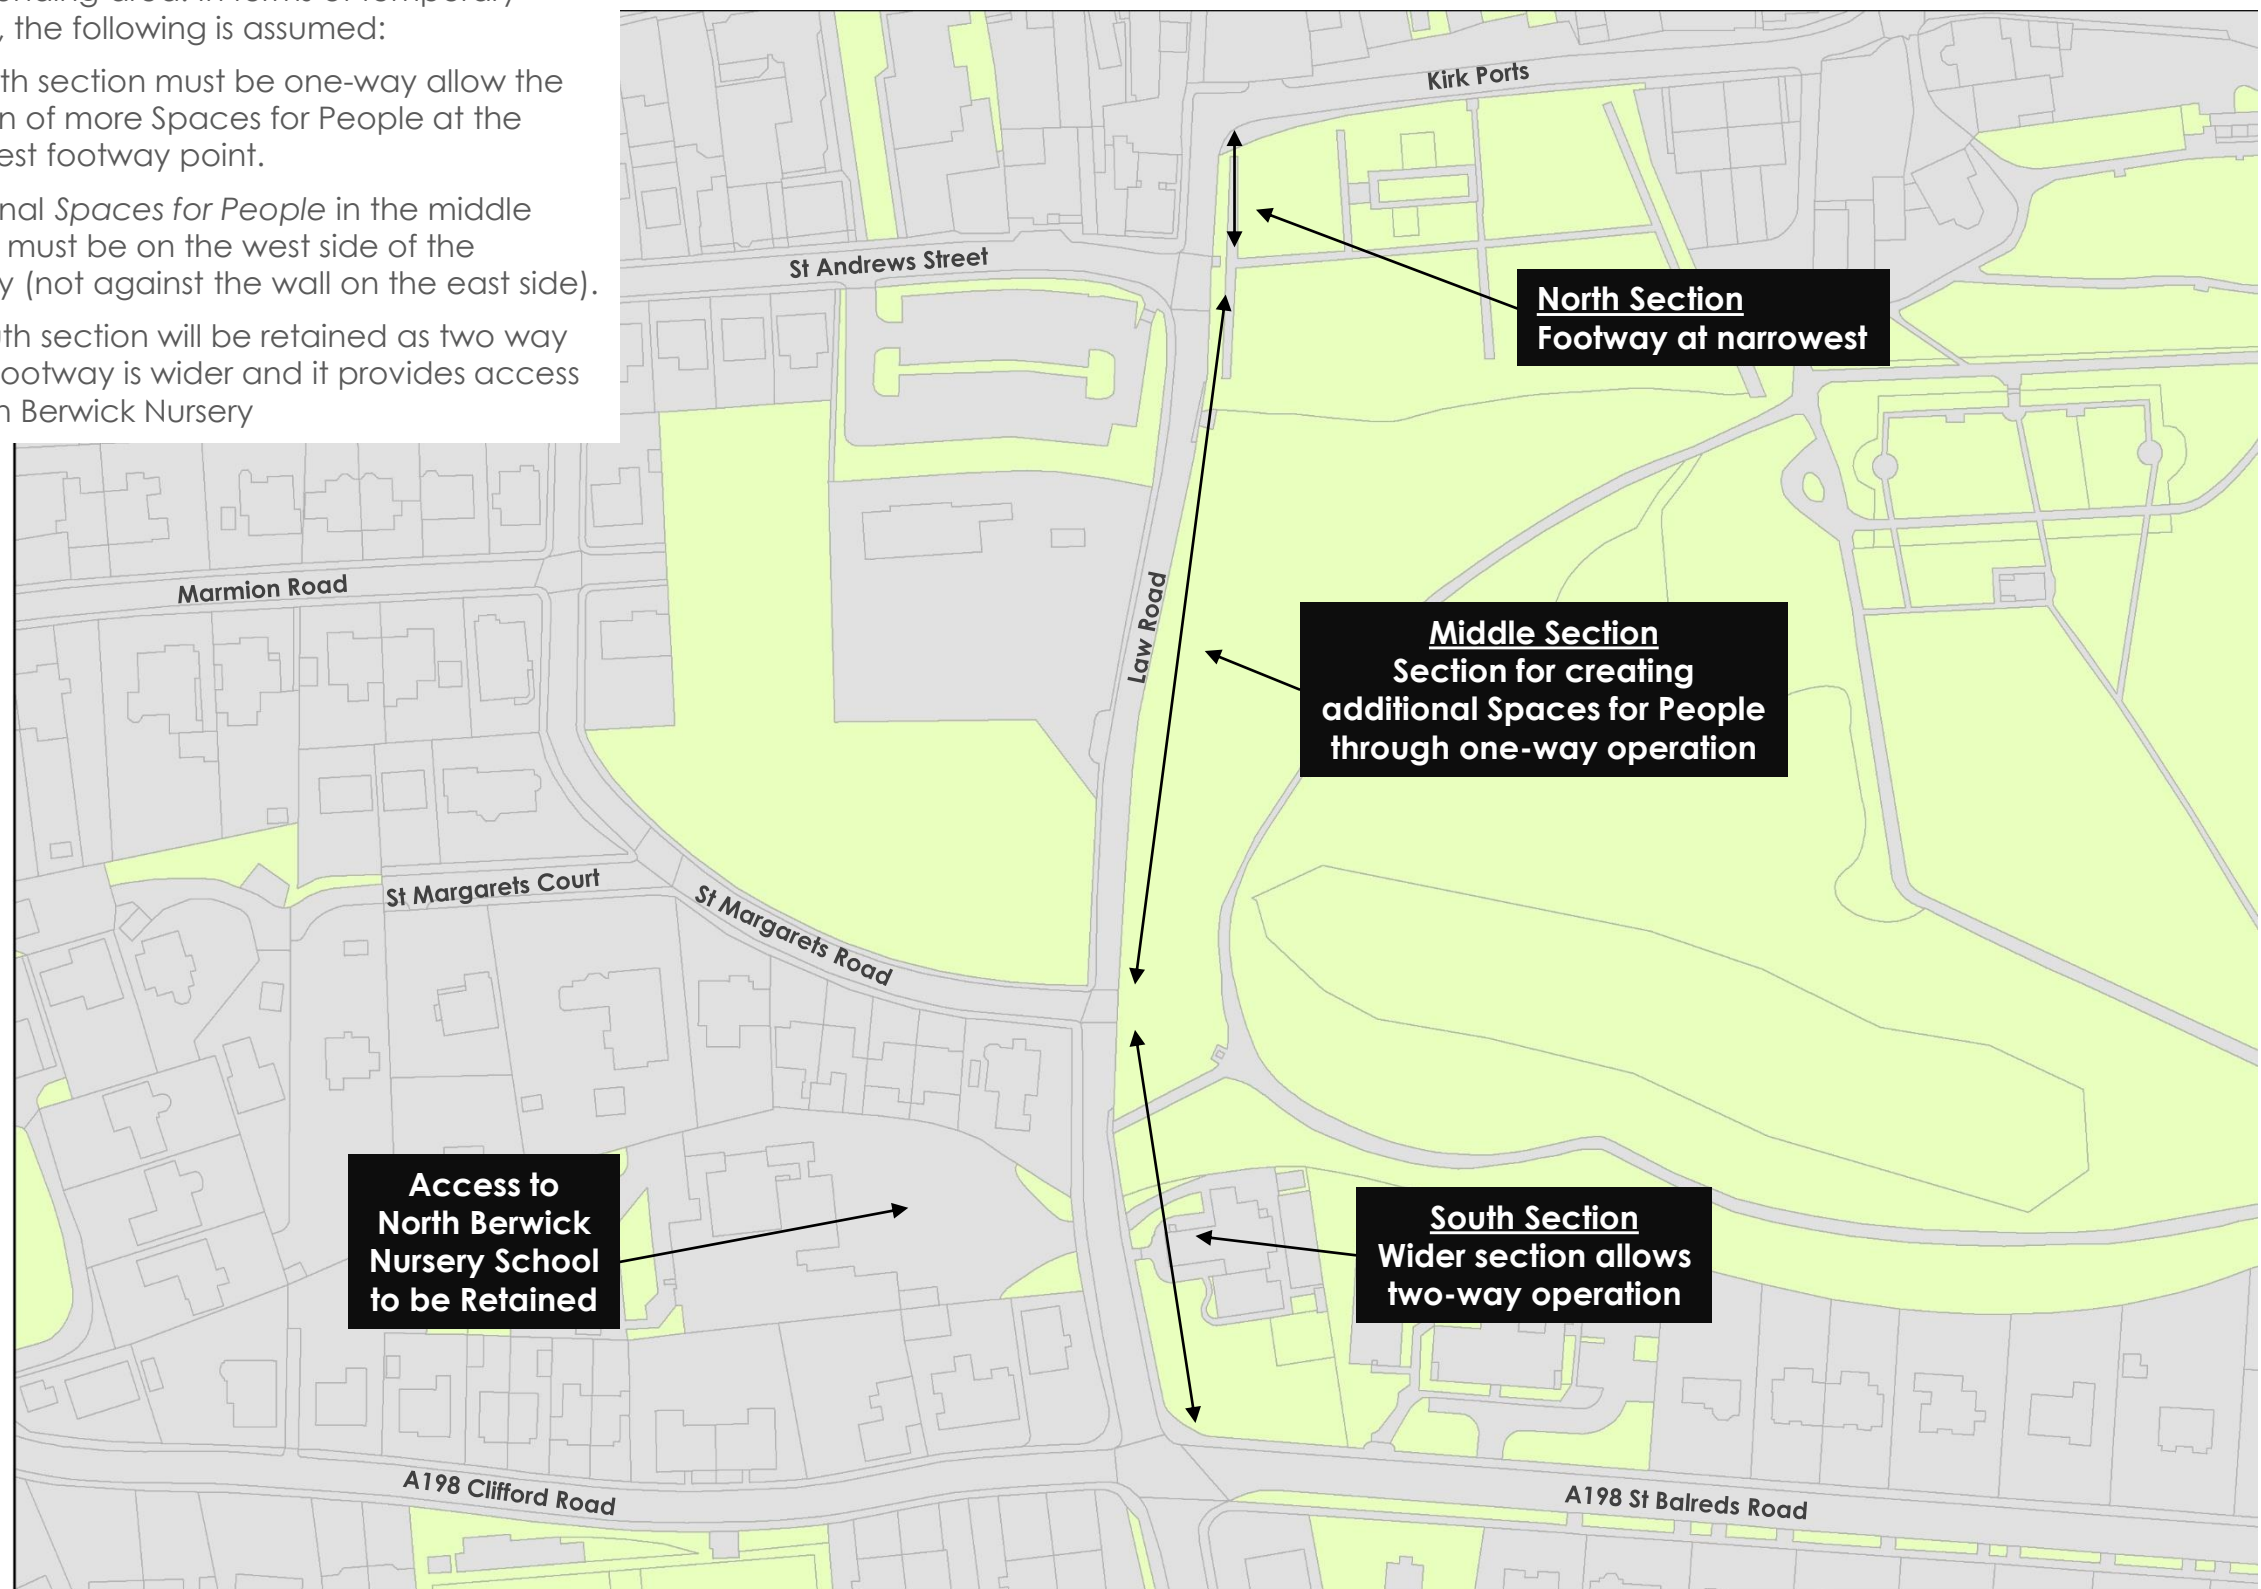 , the following is assumed:
th section must be one-way allow the
n of more Spaces for People at the
est footway point.
nal Spaces for People in the middle
must be on the west side of the
y (not against the wall on the east side).
uth section will be retained as two way
ootway is wider and it provides access
n Berwick Nursery
Kirk Ports
St Andrews Street
North Section
Footway at narrowest
Marmion Road
Law Road
Middle Section
Section for creating
additional Spaces for People
through one-way operation
St Margarets Court
St Margarets Road
Access to
North Berwick
Nursery School
to be Retained
South Section
Wider section allows
two-way operation
A198 Clifford Road
A198 St Balreds Road